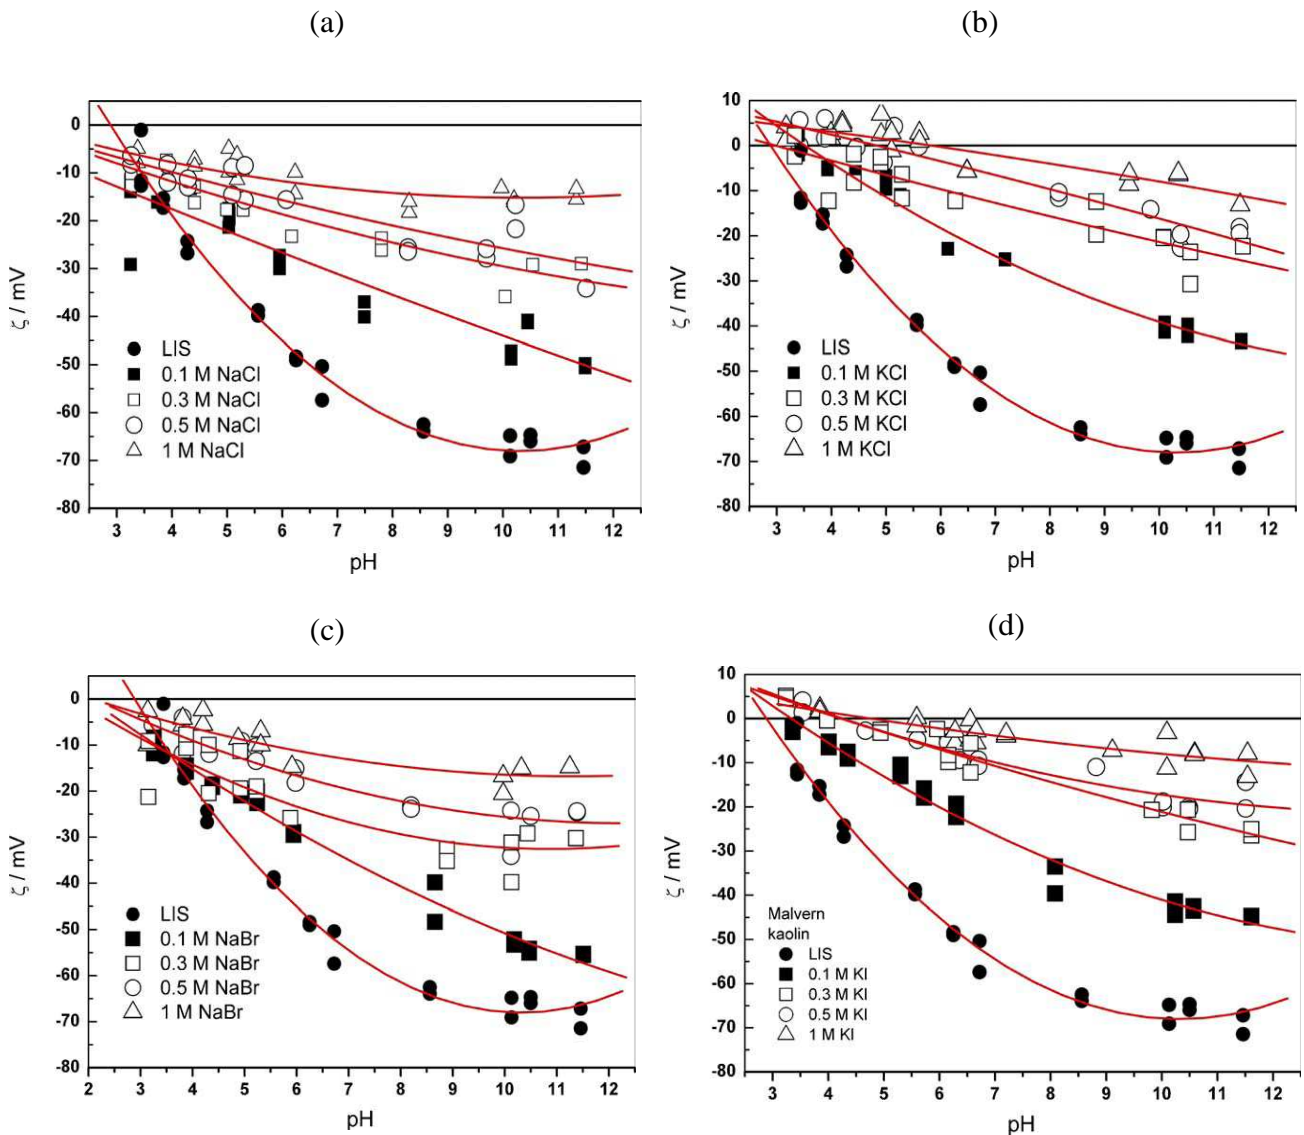 (a)
(b)
0
-10
-20
-30
-40
-50
-60
-70
-80
ζ / mV
LIS
0.1 M NaCl
0.3 M NaCl
0.5 M NaCl
1 M NaCl
3 4 5 6 7 8 9 10 11 12
pH
10
0
-10
-20
-30
-40
-50
-60
-70
-80
ζ / mV
LIS
0.1 M KCl
0.3 M KCl
0.5 M KCl
1 M KCl
3 4 5 6 7 8 9 10 11 12
pH
(c)
(d)
0
-10
-20
-30
-40
-50
-60
-70
-80
ζ / mV
LIS
0.1 M NaBr
0.3 M NaBr
0.5 M NaBr
1 M NaBr
2 3 4 5 6 7 8 9 10 11 12
pH
10
0
-10
-20
-30
-40
-50
-60
-70
-80
ζ / mV
Malvern
kaolin
LIS
0.1 M KI
0.3 M KI
0.5 M KI
1 M KI
3 4 5 6 7 8 9 10 11 12
pH